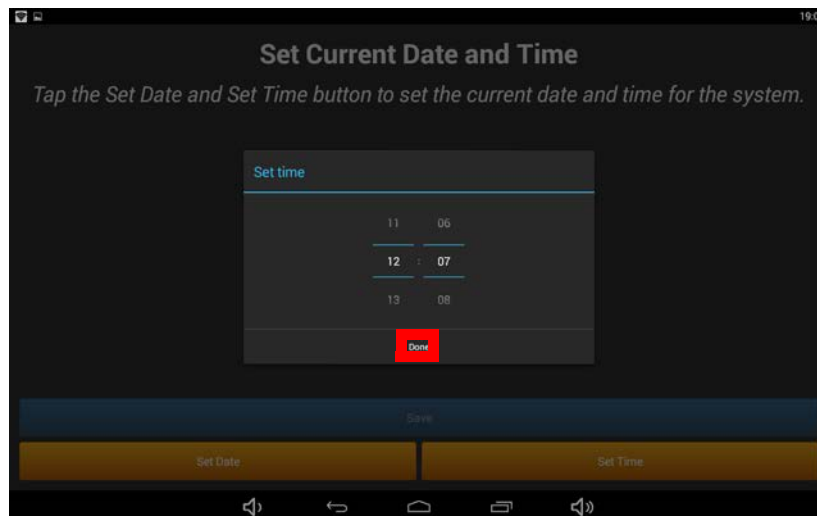 Set Current Date and Time
Tap the Set Date and Set Time button to set the current date and time for the system.
Set time
11 06
12 : 07
13 08
Done
Save
Set Date Set Time